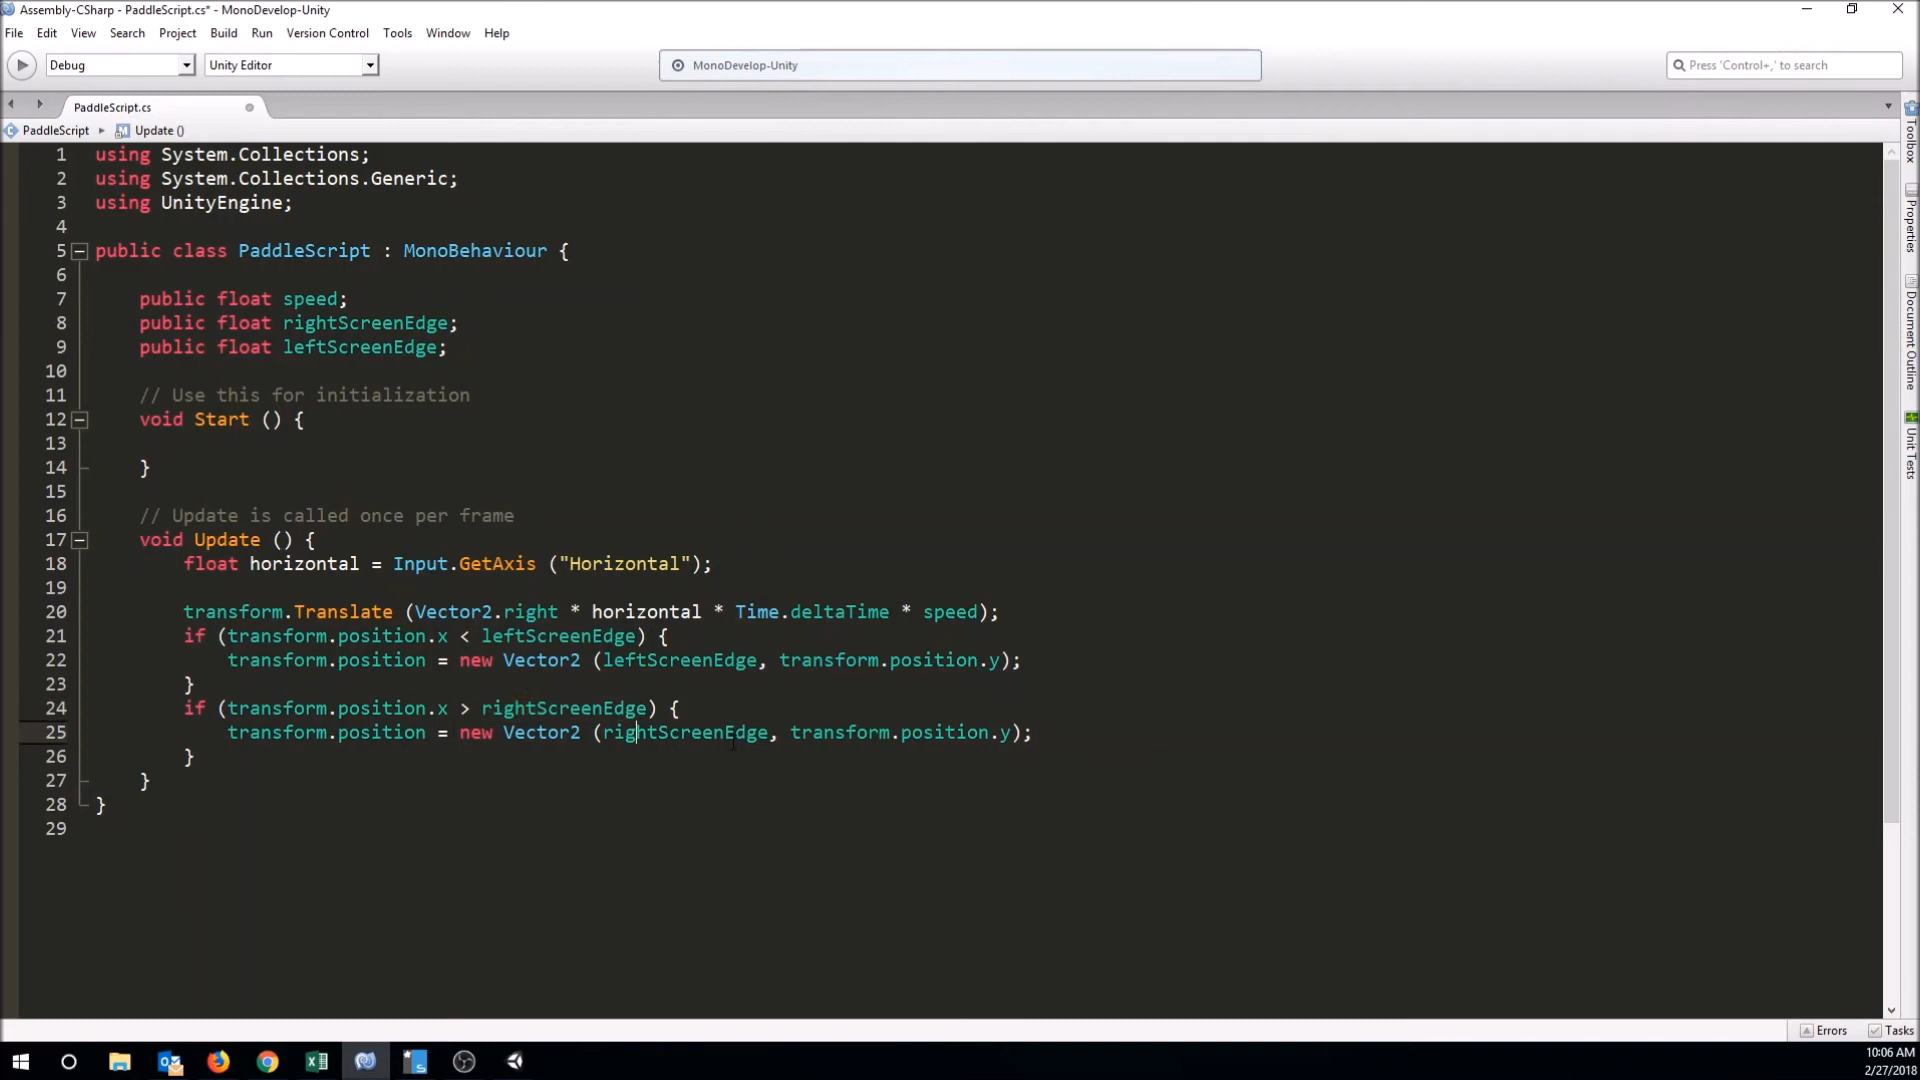 Assembly-CSharp - PaddleScript.cs* - MonoDevelop-Unity
File Edit View Search Project Build Run Version Control Tools Window Help
Debug Unity Editor MonoDevelop-Unity Press 'Control+,' to search
PaddleScript.cs
PaddleScript Update ()
1 using System.Collections;
2 using System.Collections.Generic;
3 using UnityEngine;
4
5 public class PaddleScript : MonoBehaviour {
6
7 public float speed;
8 public float rightScreenEdge;
9 public float leftScreenEdge;
10
11 // Use this for initialization
12 void Start () {
13
14 }
15
16 // Update is called once per frame
17 void Update () {
18 float horizontal = Input.GetAxis ("Horizontal");
19
20 transform.Translate (Vector2.right * horizontal * Time.deltaTime * speed);
21 if (transform.position.x < leftScreenEdge) {
22 transform.position = new Vector2 (leftScreenEdge, transform.position.y);
23 }
24 if (transform.position.x > rightScreenEdge) {
25 transform.position = new Vector2 (rightScreenEdge, transform.position.y);
26 }
27 }
28 }
29
Toolbox
Properties
Document Outline
Unit Tests
Errors Tasks
10:06 AM
2/27/2018